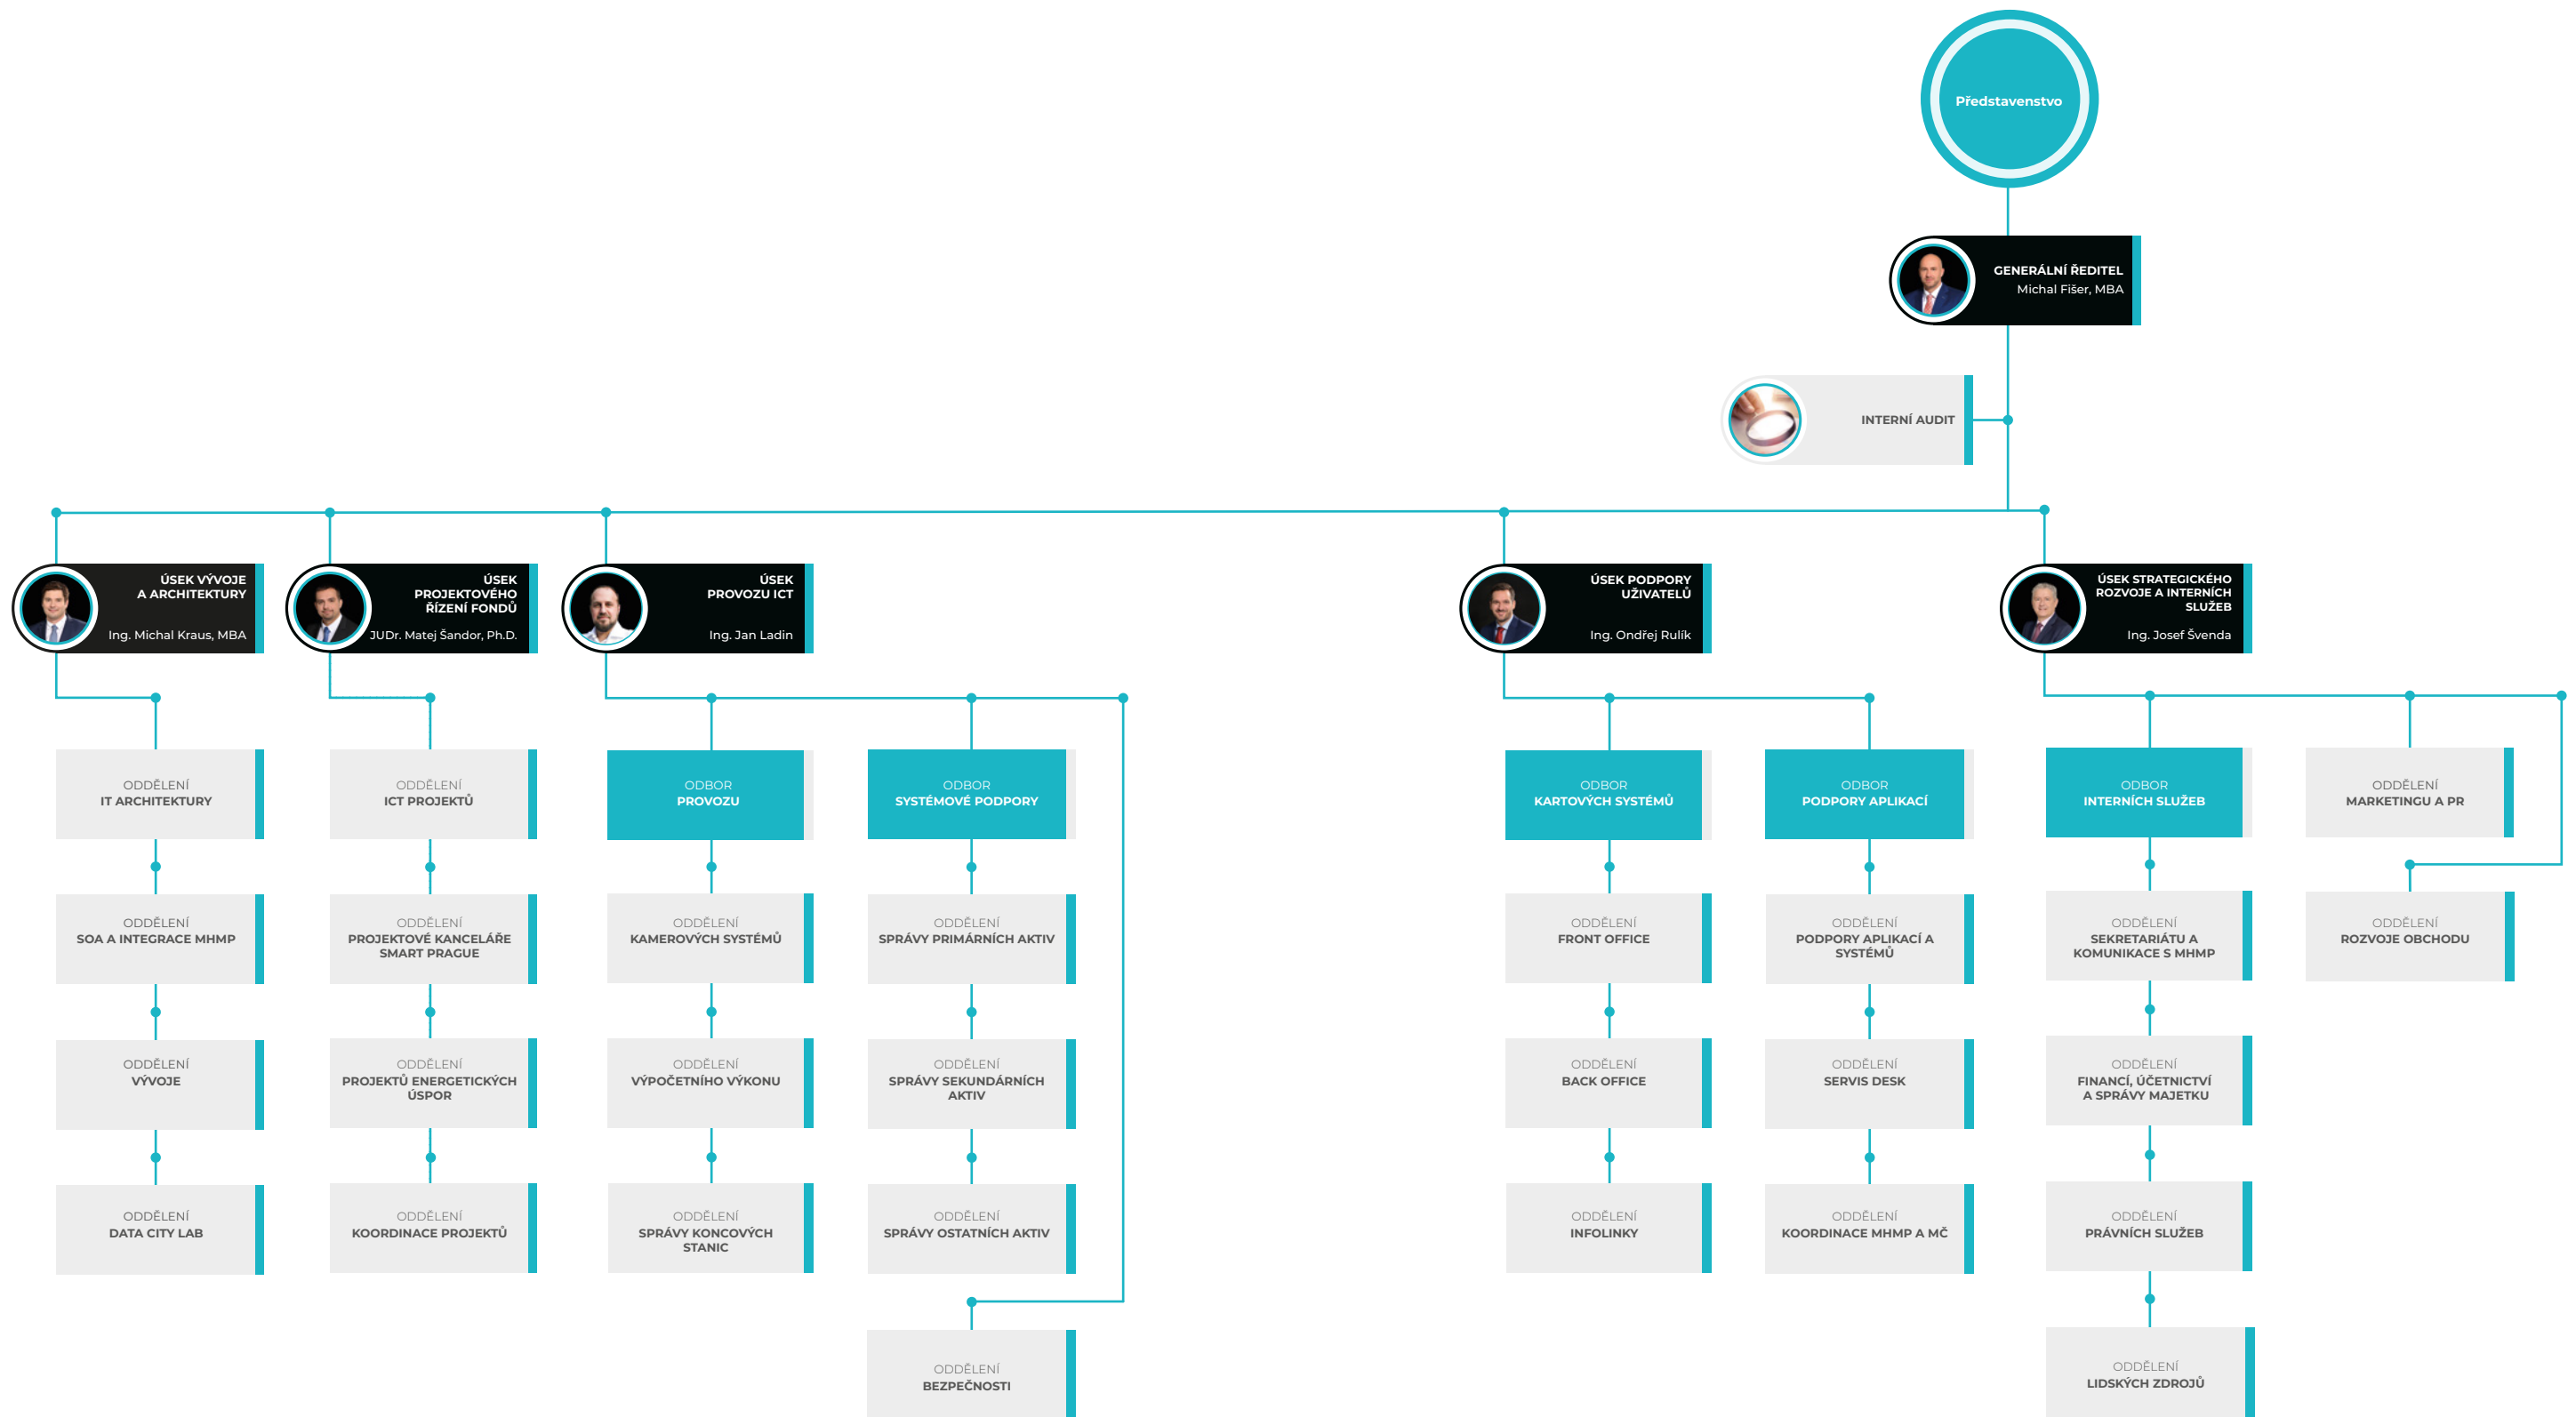 Představenstvo
GENERÁLNÍ ŘEDITEL
Michal Fišer, MBA
INTERNÍ AUDIT
ÚSEK VÝVOJE
A ARCHITEKTURY
Ing. Michal Kraus, MBA
ÚSEK
PROJEKTOVÉHO
ŘÍZENÍ FONDŮ
JUDr. Matej Šandor, Ph.D.
ÚSEK
PROVOZU ICT
Ing. Jan Ladin
ÚSEK PODPORY
UŽIVATELŮ
Ing. Ondřej Rulík
ÚSEK STRATEGICKÉHO
ROZVOJE A INTERNÍCH
SLUŽEB
Ing. Josef Švenda
ODDĚLENÍ
IT ARCHITEKTURY
ODDĚLENÍ
SOA A INTEGRACE MHMP
ODDĚLENÍ
VÝVOJE
ODDĚLENÍ
DATA CITY LAB
ODDĚLENÍ
ICT PROJEKTŮ
ODDĚLENÍ
PROJEKTOVÉ KANCELÁŘE
SMART PRAGUE
ODDĚLENÍ
PROJEKTŮ ENERGETICKÝCH
ÚSPOR
ODDĚLENÍ
KOORDINACE PROJEKTŮ
ODBOR
PROVOZU
ODDĚLENÍ
KAMEROVÝCH SYSTÉMŮ
ODDĚLENÍ
VÝPOČETNÍHO VÝKONU
ODDĚLENÍ
SPRÁVY KONCOVÝCH
STANIC
ODBOR
SYSTÉMOVÉ PODPORY
ODDĚLENÍ
SPRÁVY PRIMÁRNÍCH AKTIV
ODDĚLENÍ
SPRÁVY SEKUNDÁRNÍCH
AKTIV
ODDĚLENÍ
SPRÁVY OSTATNÍCH AKTIV
ODDĚLENÍ
BEZPEČNOSTI
ODBOR
KARTOVÝCH SYSTÉMŮ
ODDĚLENÍ
FRONT OFFICE
ODDĚLENÍ
BACK OFFICE
ODDĚLENÍ
INFOLINKY
ODBOR
PODPORY APLIKACÍ
ODDĚLENÍ
PODPORY APLIKACÍ A
SYSTÉMŮ
ODDĚLENÍ
SERVIS DESK
ODDĚLENÍ
KOORDINACE MHMP A MČ
ODBOR
INTERNÍCH SLUŽEB
ODDĚLENÍ
SEKRETARIÁTU A
KOMUNIKACE S MHMP
ODDĚLENÍ
FINANCÍ, ÚČETNICTVÍ
A SPRÁVY MAJETKU
ODDĚLENÍ
PRÁVNÍCH SLUŽEB
ODDĚLENÍ
LIDSKÝCH ZDROJŮ
ODDĚLENÍ
MARKETINGU A PR
ODDĚLENÍ
ROZVOJE OBCHODU